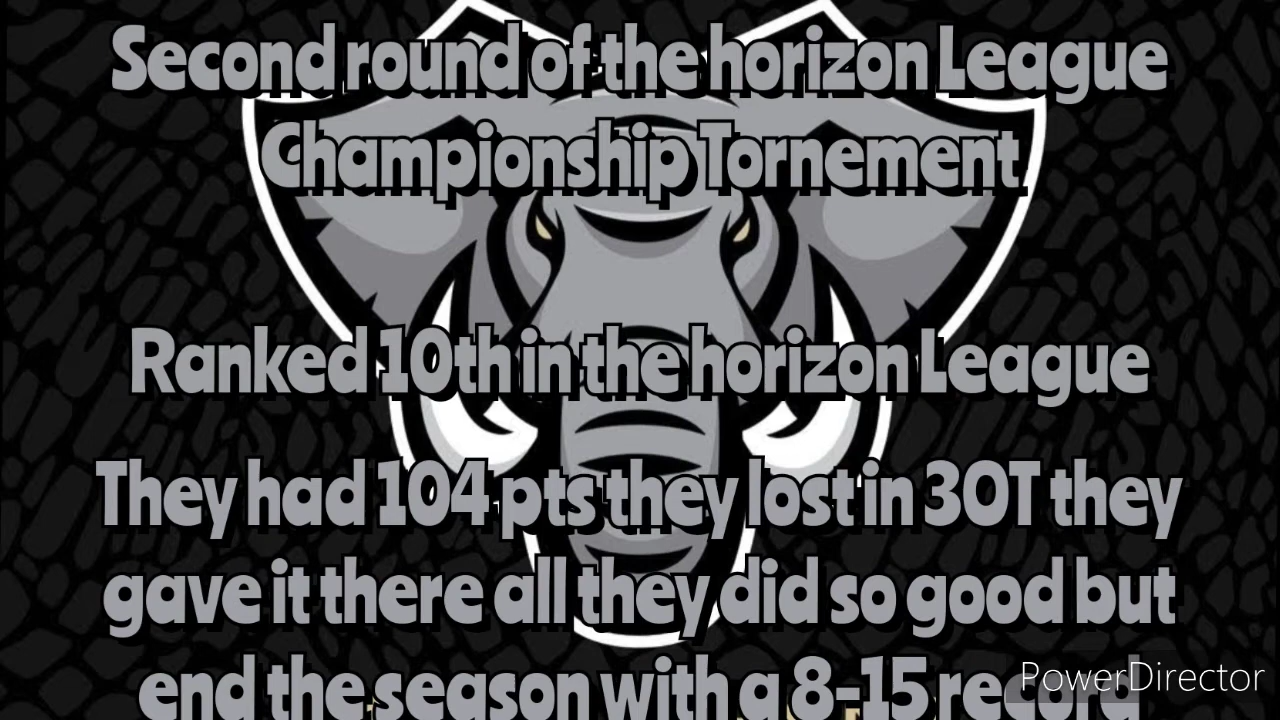 Second round of the horizon League
Championship Tornement
Ranked 10th in the horizon League
They had 104 pts they lost in 3OT they
gave it there all they did so good but
end the season with a 8-15 record
PowerDirector